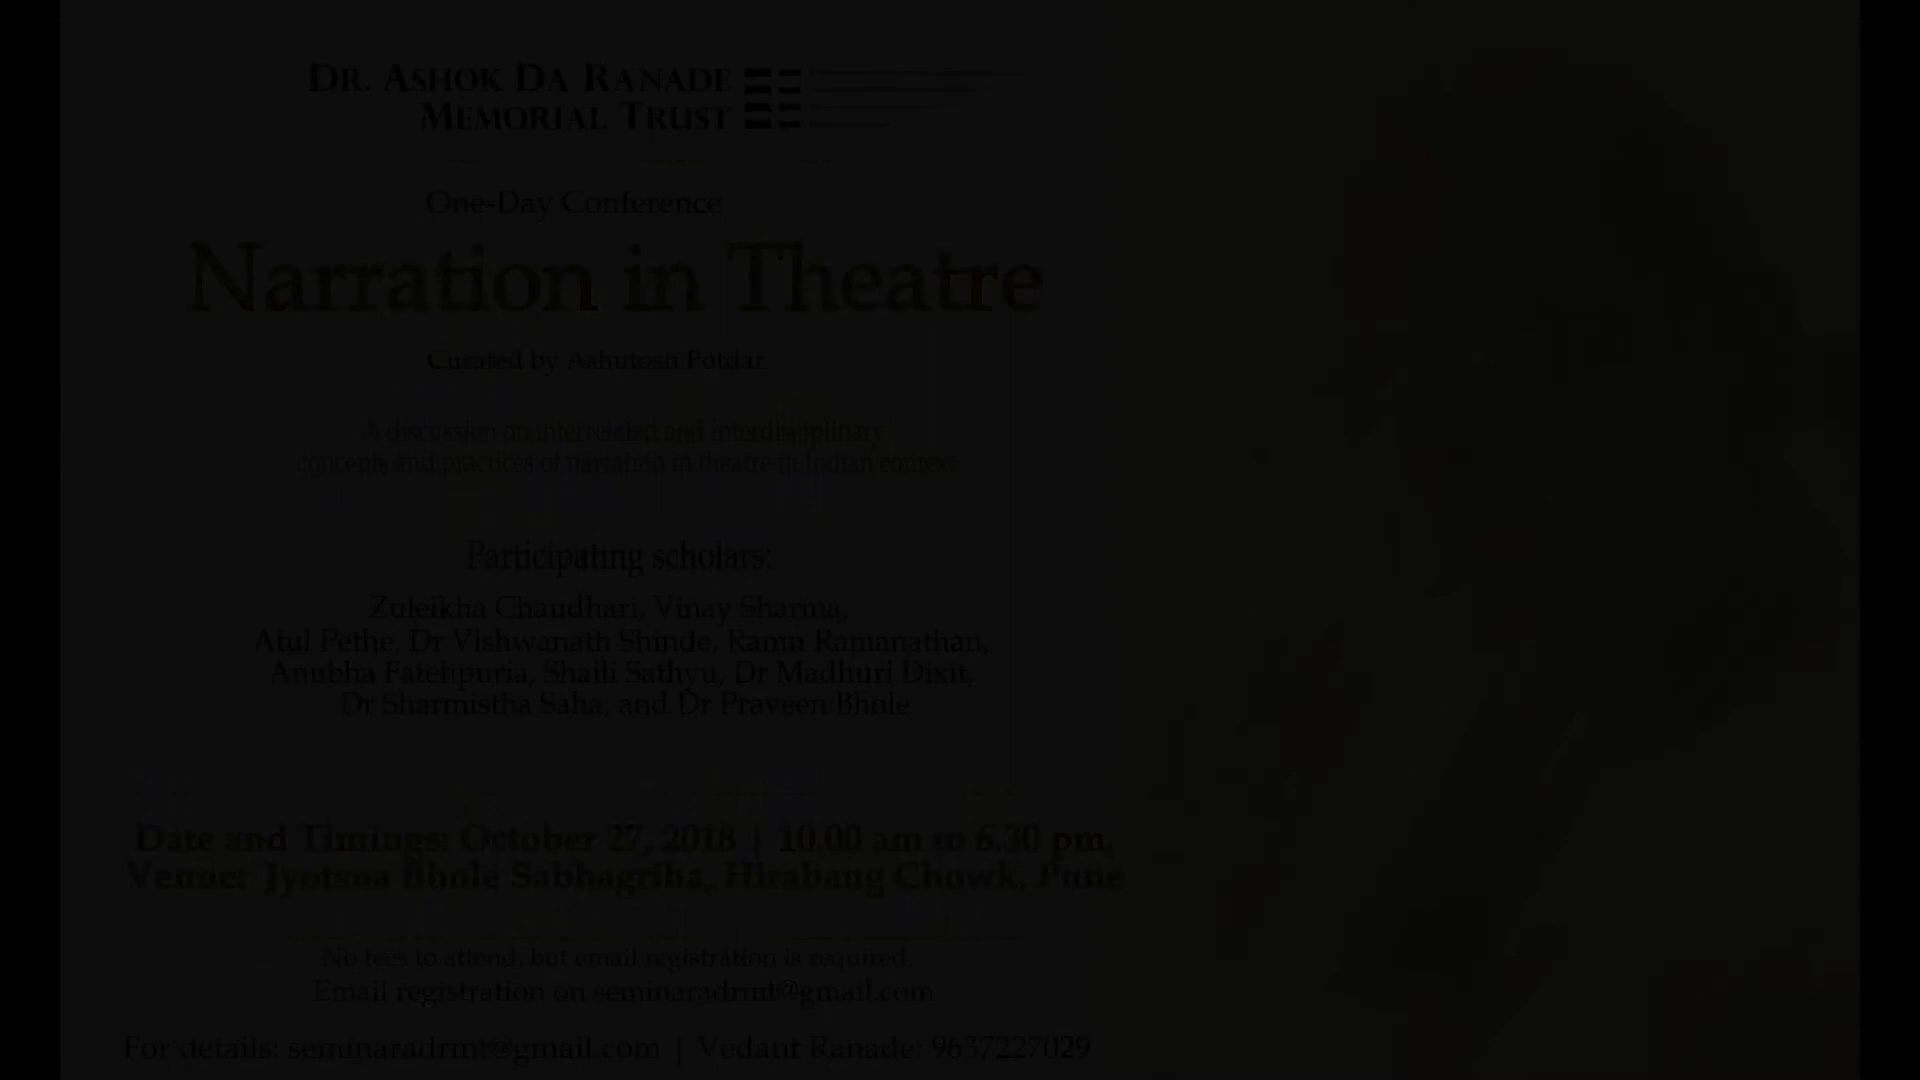 DR. ASHOK DA RANADE
MEMORIAL TRUST
One-Day Conference
Narration in Theatre
Curated by Ashutosh Potdar
A discussion on interrelated and interdisciplinary
concepts and practices of narration in theatre in Indian context
Participating scholars:
Zuleikha Chaudhari, Vinay Sharma,
Atul Pethe, Dr Vishwanath Shinde, Ramu Ramanathan,
Anubha Fatehpuria, Shaili Sathyu, Dr Madhuri Dixit,
Dr Sharmistha Saha, and Dr Praveen Bhole
Date and Timings: October 27, 2018 | 10.00 am to 6.30 pm.
Venue: Jyotsna Bhole Sabhagriha, Hirabaug Chowk, Pune
No fees to attend, but email registration is required.
Email registration on seminaradrmt@gmail.com
For details: seminaradrmt@gmail.com | Vedant Ranade: 9637227029